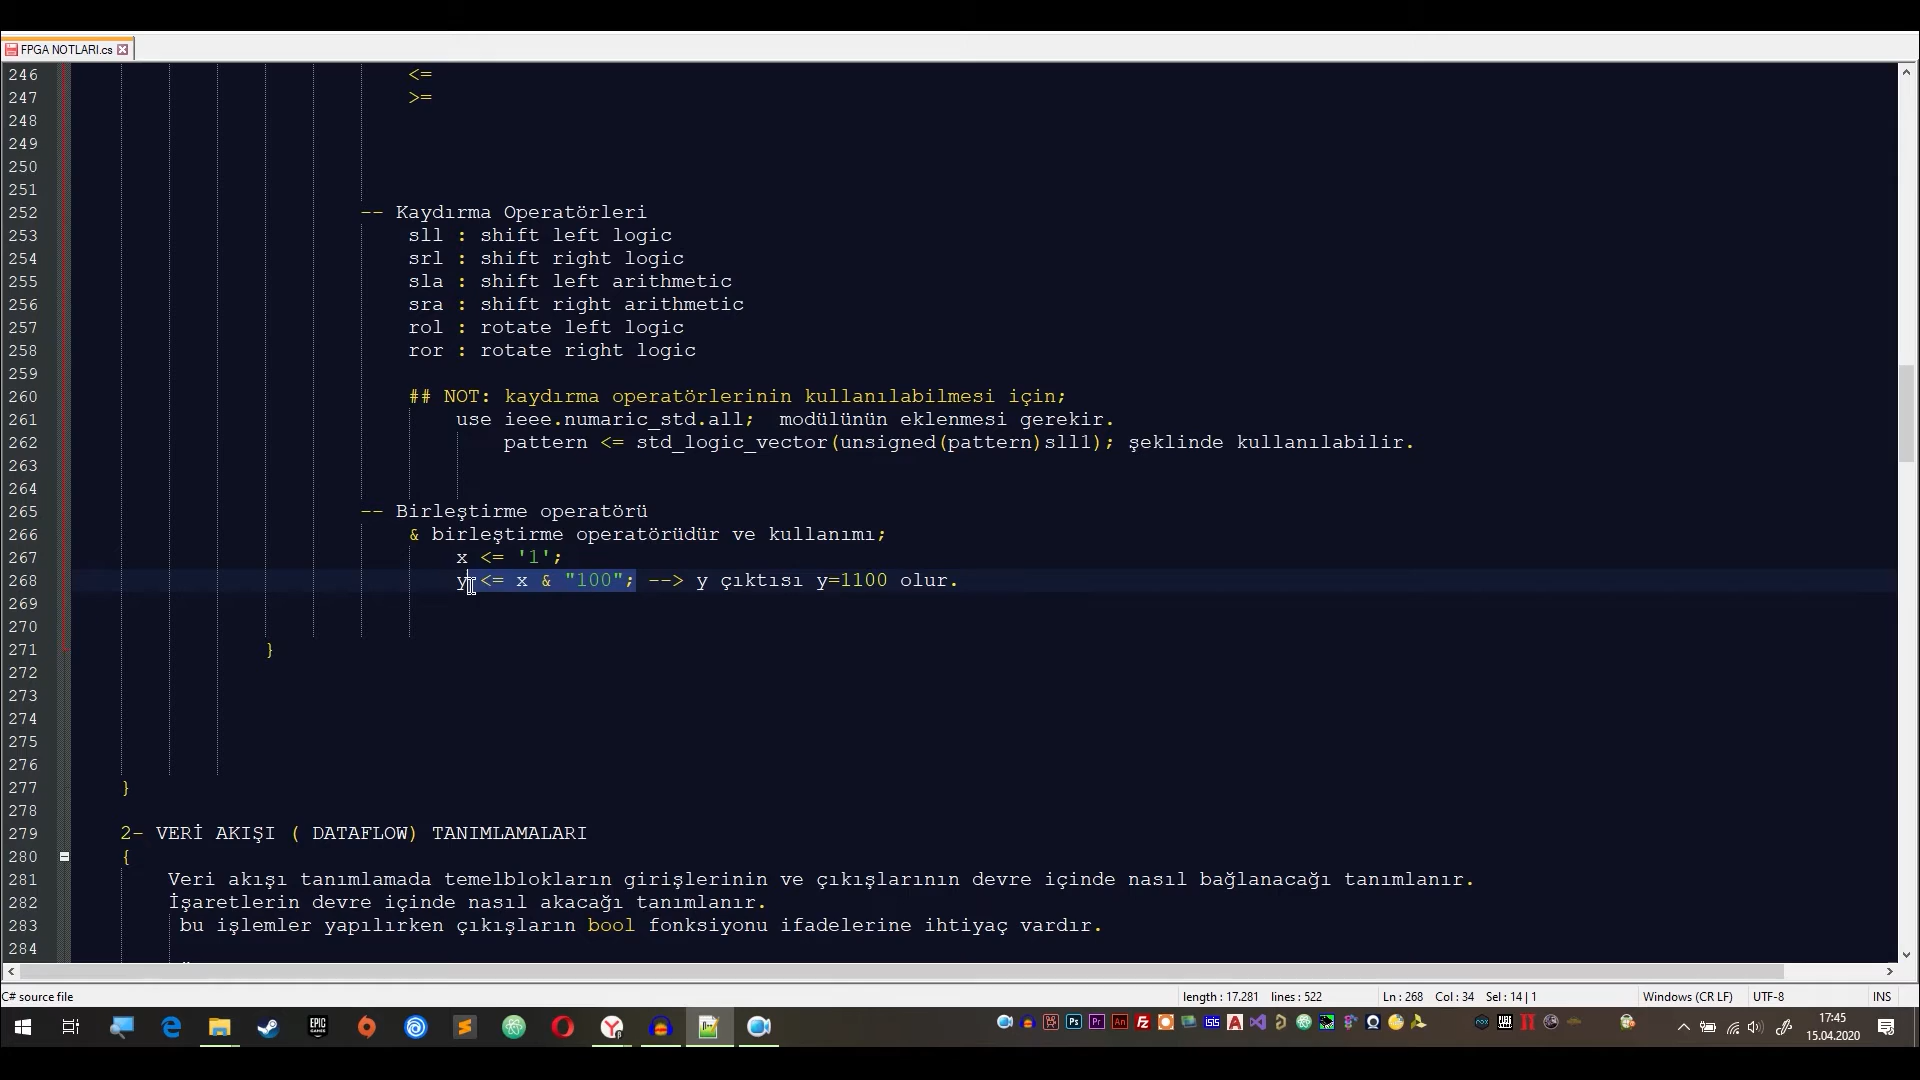 FPGA NOTLARI.cs
246 <=
247 >=
248
249
250
251
252 -- Kaydırma Operatörleri
253 sll : shift left logic
254 srl : shift right logic
255 sla : shift left arithmetic
256 sra : shift right arithmetic
257 rol : rotate left logic
258 ror : rotate right logic
259
260 ## NOT: kaydırma operatörlerinin kullanılabilmesi için;
261 use ieee.numaric_std.all;  modülünün eklenmesi gerekir.
262 pattern <= std_logic_vector(unsigned(pattern)sll1); şeklinde kullanılabilir.
263
264
265 -- Birleştirme operatörü
266 & birleştirme operatörüdür ve kullanımı;
267 x <= '1';
268 y <= x & "100"; --> y çıktısı y=1100 olur.
269
270
271 }
272
273
274
275
276
277 }
278
279 2- VERİ AKIŞI ( DATAFLOW) TANIMLAMALARI
280 {
281 Veri akışı tanımlamada temelblokların girişlerinin ve çıkışlarının devre içinde nasıl bağlanacağı tanımlanır.
282 İşaretlerin devre içinde nasıl akacağı tanımlanır.
283 bu işlemler yapılırken çıkışların bool fonksiyonu ifadelerine ihtiyaç vardır.
284
C# source file length : 17.281 lines : 522 Ln : 268 Col : 34 Sel : 14 | 1 Windows (CR LF) UTF-8 INS
EPIC GAMES Ps Pr An Fz
17:45
15.04.2020